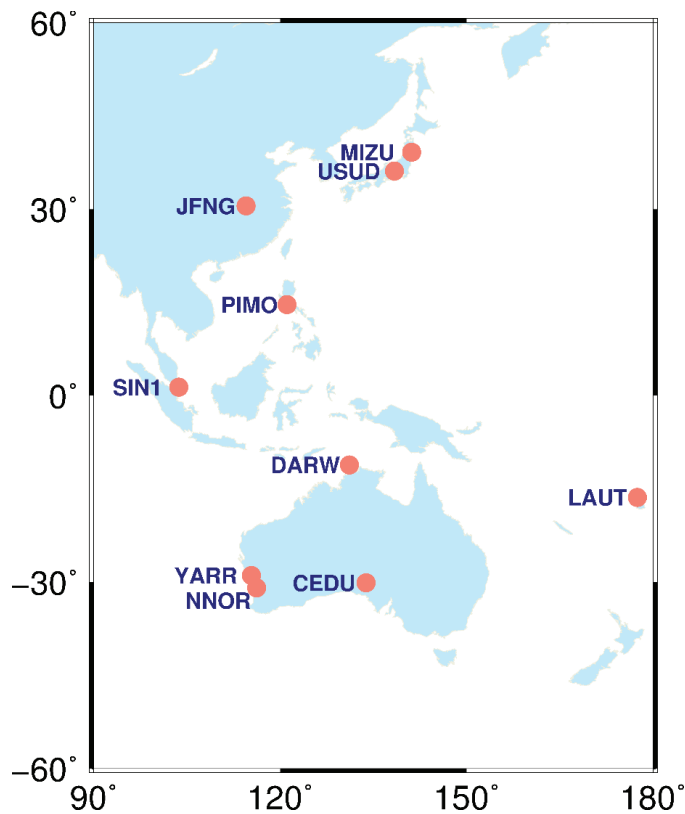 60°
MIZU
USUD
JFNG
30°
PIMO
SIN1
0°
DARW
LAUT
YARR
CEDU
−30°
NNOR
−60°
90° 120° 150° 180°